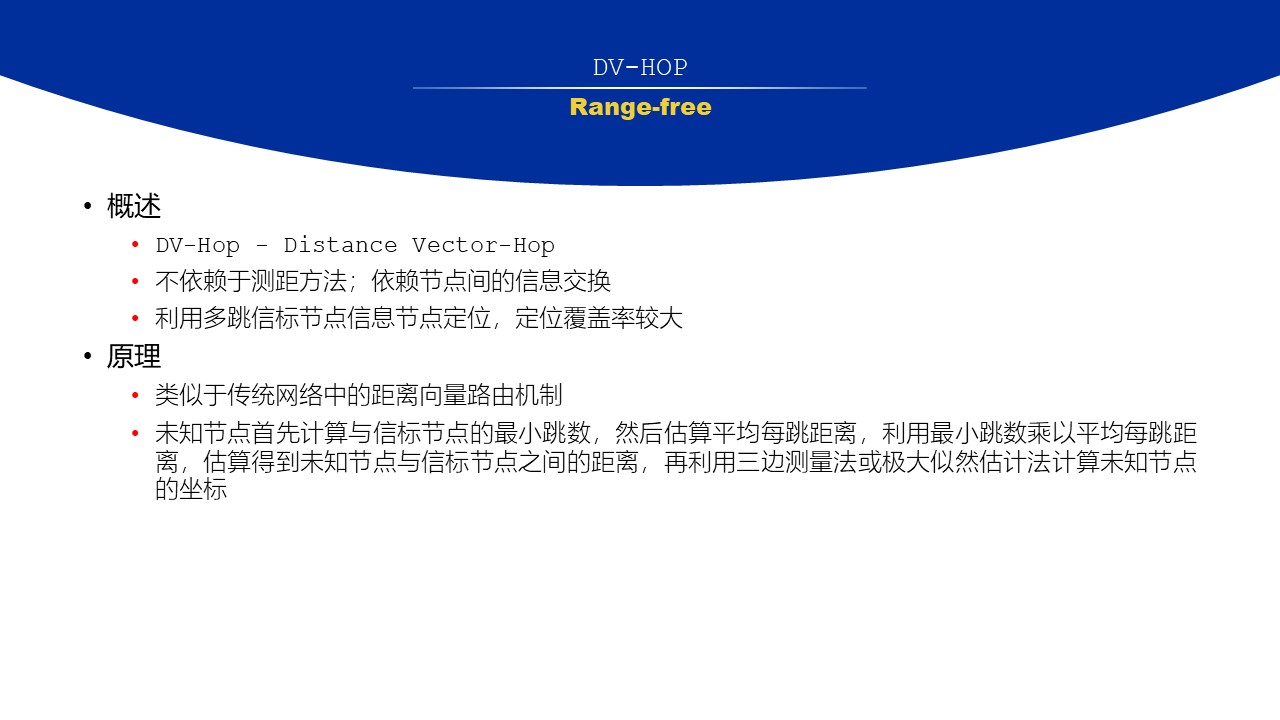 DV-HOP
Range-free
• 概述
• DV-Hop - Distance Vector-Hop
• 不依赖于测距方法；依赖节点间的信息交换
• 利用多跳信标节点信息节点定位，定位覆盖率较大
• 原理
• 类似于传统网络中的距离向量路由机制
• 未知节点首先计算与信标节点的最小跳数，然后估算平均每跳距离，利用最小跳数乘以平均每跳距
离，估算得到未知节点与信标节点之间的距离，再利用三边测量法或极大似然估计法计算未知节点
的坐标